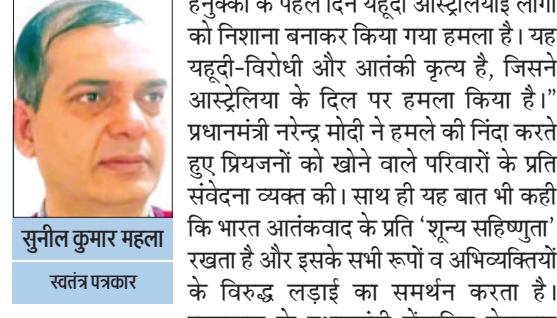 हनुक्का के पहले दिन यहूदी ऑस्ट्रेलियाई लोगों
को निशाना बनाकर किया गया हमला है। यह
यहूदी-विरोधी और आतंकी कृत्य है, जिसने
आस्ट्रेलिया के दिल पर हमला किया है।”
प्रधानमंत्री नरेन्द्र मोदी ने हमले की निंदा करते
हुए प्रियजनों को खोने वाले परिवारों के प्रति
संवेदना व्यक्त की। साथ ही यह बात भी कही
कि भारत आतंकवाद के प्रति ‘शून्य सहिष्णुता’
रखता है और इसके सभी रूपों व अभिव्यक्तियों
के विरुद्ध लड़ाई का समर्थन करता है।
सुनील कुमार महला
स्वतंत्र पत्रकार